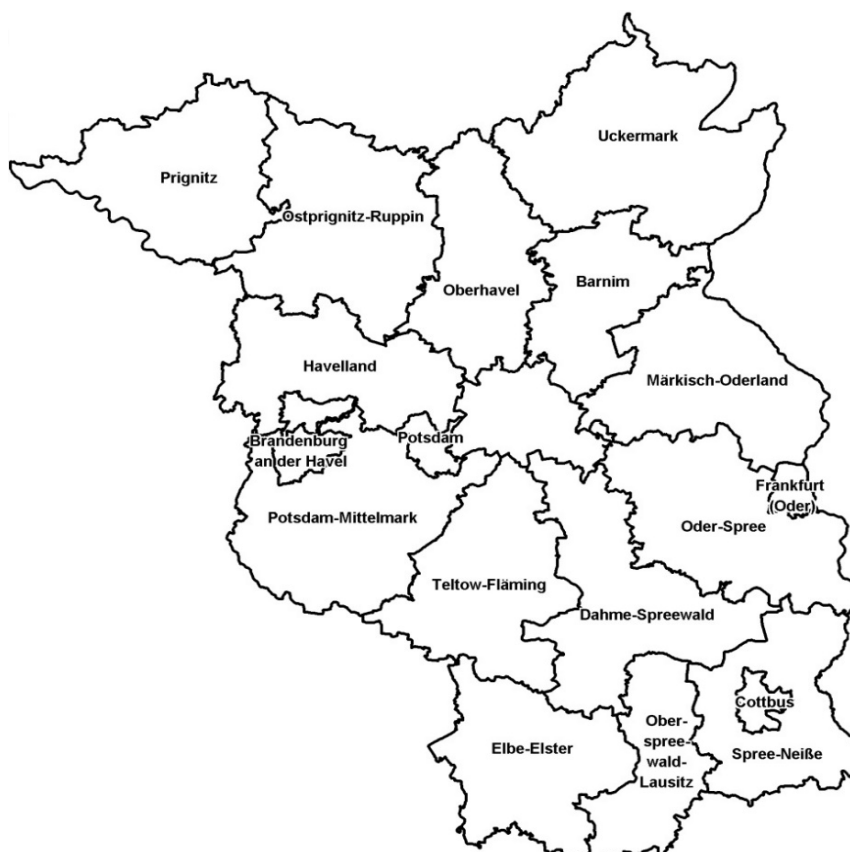 Uckermark
Prignitz
Ostprignitz-Ruppin
Oberhavel
Barnim
Havelland
Märkisch-Oderland
Brandenburg
an der Havel
Potsdam
Frankfurt
(Oder)
Potsdam-Mittelmark
Oder-Spree
Teltow-Fläming
Dahme-Spreewald
Cottbus
Ober-
spree-
wald-
Lausitz
Elbe-Elster
Spree-Neiße